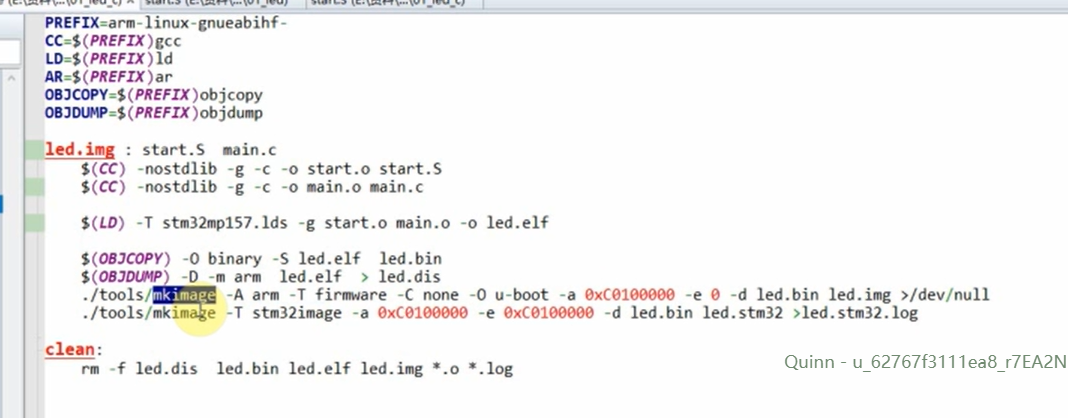 PREFIX=arm-linux-gnueabihf-
CC=$(PREFIX)gcc
LD=$(PREFIX)ld
AR=$(PREFIX)ar
OBJCOPY=$(PREFIX)objcopy
OBJDUMP=$(PREFIX)objdump
led.img : start.S  main.c
$(CC) -nostdlib -g -c -o start.o start.S
$(CC) -nostdlib -g -c -o main.o main.c
$(LD) -T stm32mp157.lds -g start.o main.o -o led.elf
$(OBJCOPY) -O binary -S led.elf  led.bin
$(OBJDUMP) -D -m arm  led.elf  > led.dis
./tools/mkimage -A arm -T firmware -C none -O u-boot -a 0xC0100000 -e 0 -d led.bin led.img >/dev/null
./tools/mkimage -T stm32image -a 0xC0100000 -e 0xC0100000 -d led.bin led.stm32 >led.stm32.log
clean:
rm -f led.dis  led.bin led.elf led.img *.o *.log
Quinn - u_62767f3111ea8_r7EA2N